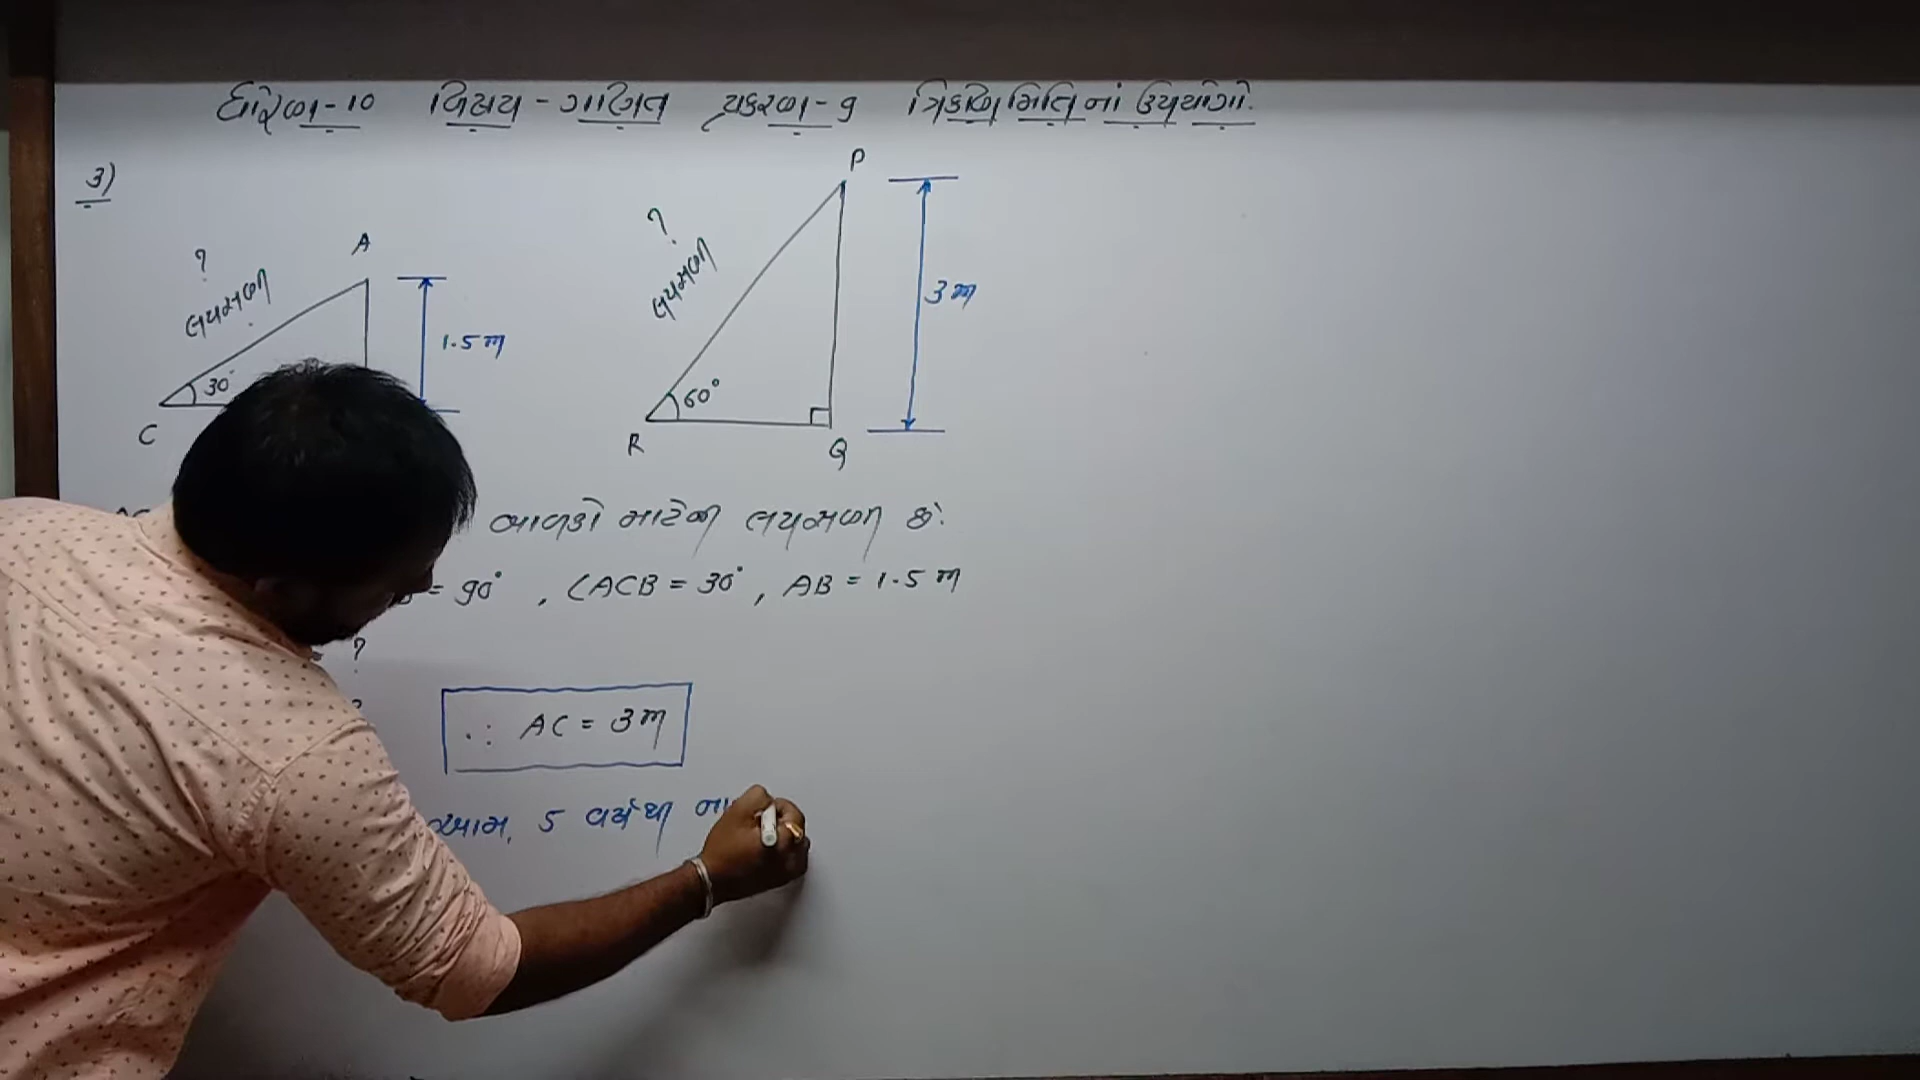 ધોરણ-10 વિષય - ગણિત પ્રકરણ-9 ત્રિકોણમિતિનાં ઉપયોગો.
3)
?
લપસણી
A
1.5 મી
30°
C
?
લપસણી
P
3 મી
60°
R
Q
બાળકો માટેની લપસણી છે.
= 90° , ∠ACB = 30° , AB = 1.5 મી
?
∴ AC = 3 મી
આમ, 5 વર્ષથી ના